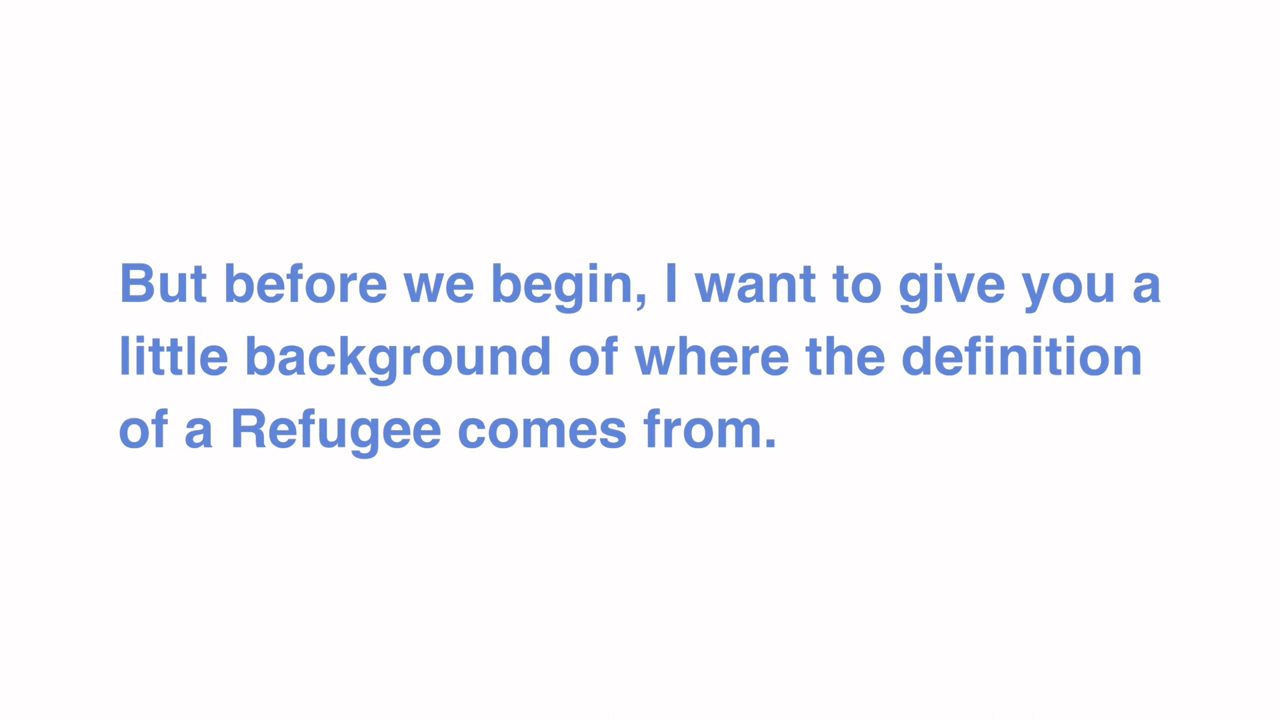 But before we begin, I want to give you a
little background of where the definition
of a Refugee comes from.